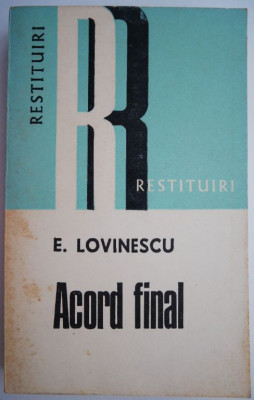 RESTITUIRI
R
RESTITUIRI
E. LOVINESCU
Acord final